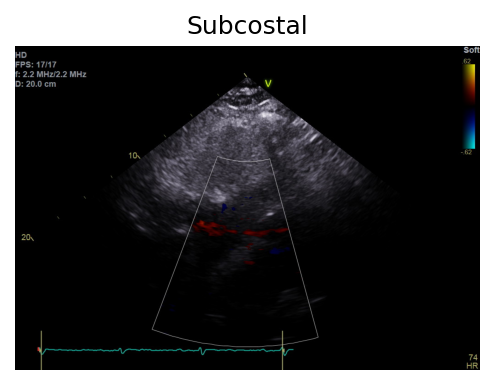 Subcostal
HD
FPS: 17/17
f: 2.2 MHz/2.2 MHz
D: 20.0 cm
V
Soft
62
-.62
10
20
74
HR